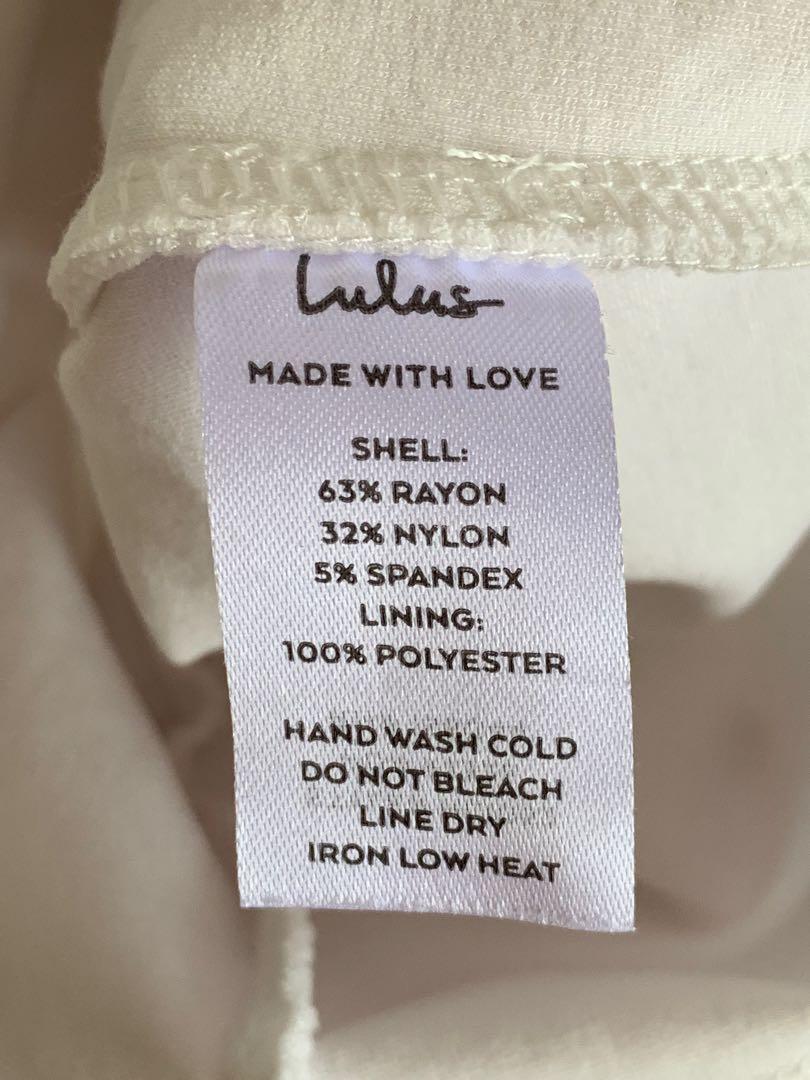 Lulus
MADE WITH LOVE
SHELL:
63% RAYON
32% NYLON
5% SPANDEX
LINING:
100% POLYESTER
HAND WASH COLD
DO NOT BLEACH
LINE DRY
IRON LOW HEAT